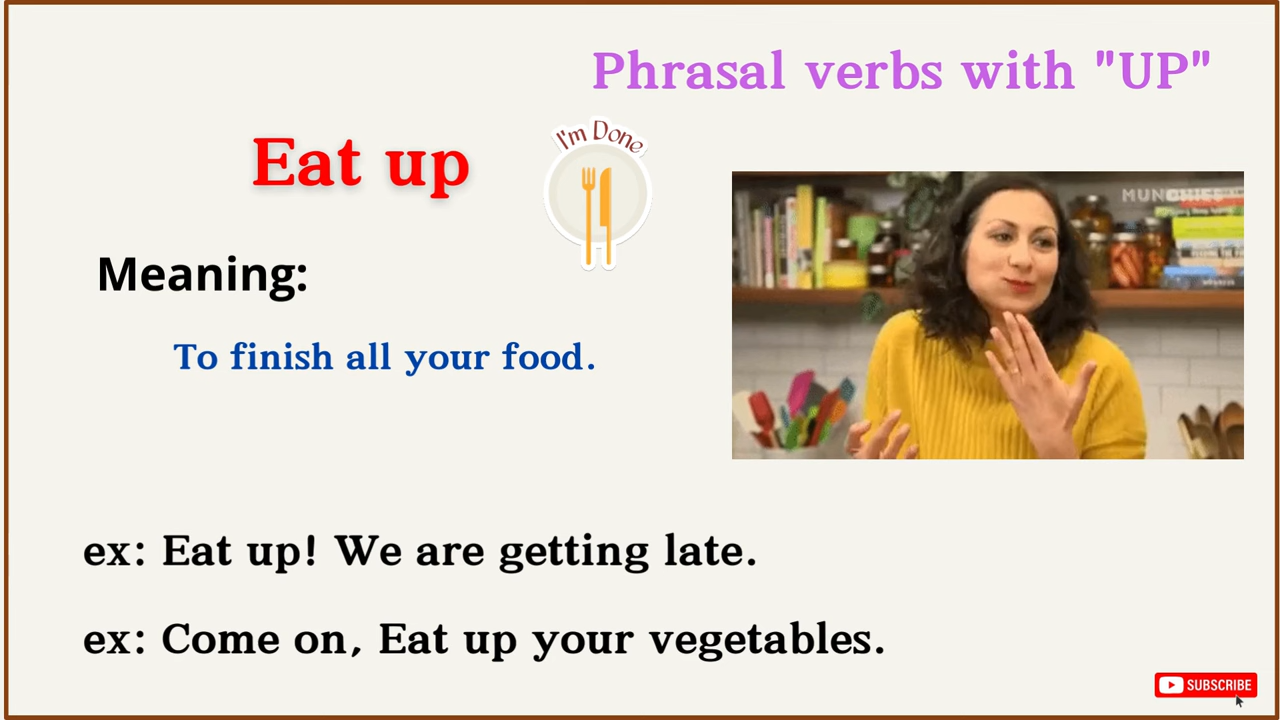 Phrasal verbs with "UP"
I'm Done
Eat up
MUNCHIES
Meaning:
To finish all your food.
ex: Eat up! We are getting late.
ex: Come on, Eat up your vegetables.
SUBSCRIBE